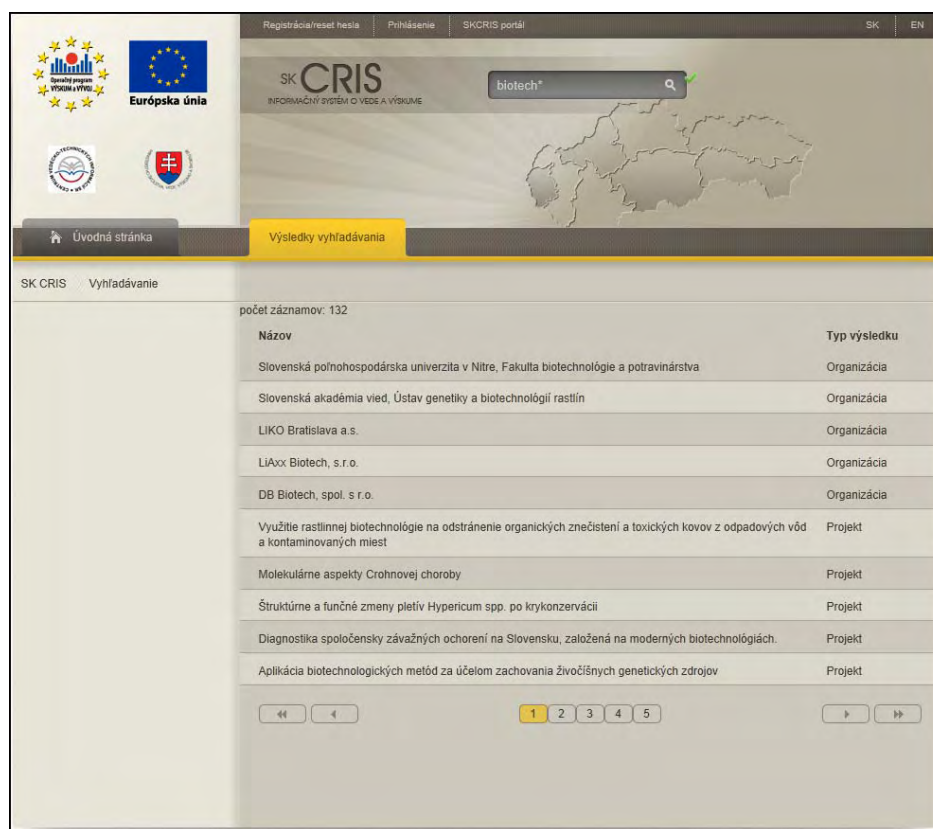 Registrácia/reset hesla Prihlásenie SKCRIS portál SK EN
Operačný program
VÝSKUM a VÝVOJ
Európska únia
SK CRIS
INFORMAČNÝ SYSTÉM O VEDE A VÝSKUME
biotech*
Úvodná stránka Výsledky vyhľadávania
SK CRIS Vyhľadávanie
počet záznamov: 132
Názov Typ výsledku
Slovenská poľnohospodárska univerzita v Nitre, Fakulta biotechnológie a potravinárstva Organizácia
Slovenská akadémia vied, Ústav genetiky a biotechnológií rastlín Organizácia
LIKO Bratislava a.s. Organizácia
LiAxx Biotech, s.r.o. Organizácia
DB Biotech, spol. s r.o. Organizácia
Využitie rastlinnej biotechnológie na odstránenie organických znečistení a toxických kovov z odpadových vôd Projekt
a kontaminovaných miest
Molekulárne aspekty Crohnovej choroby Projekt
Štruktúrne a funčné zmeny pletív Hypericum spp. po krykonzervácii Projekt
Diagnostika spoločensky závažných ochorení na Slovensku, založená na moderných biotechnológiách. Projekt
Aplikácia biotechnologických metód za účelom zachovania živočíšnych genetických zdrojov Projekt
1 2 3 4 5